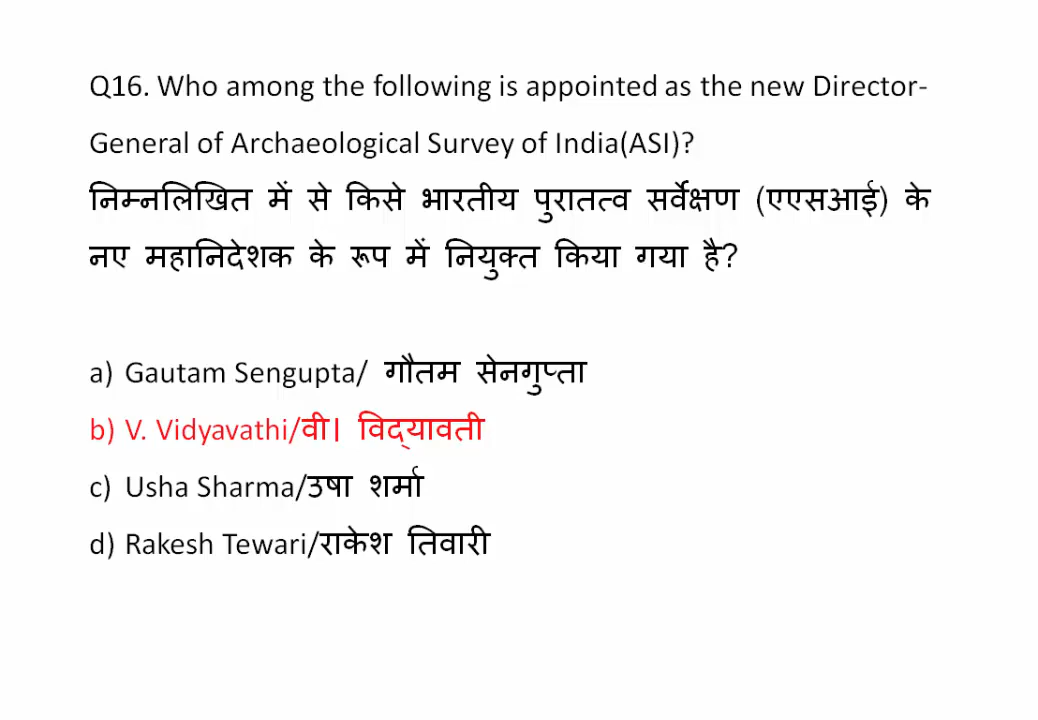 Q16. Who among the following is appointed as the new Director-
General of Archaeological Survey of India(ASI)?
निम्नलिखित में से किसे भारतीय पुरातत्व सर्वेक्षण (एएसआई) के
नए महानिदेशक के रूप में नियुक्त किया गया है?
a) Gautam Sengupta/ गौतम सेनगुप्ता
b) V. Vidyavathi/वी। विद्यावती
c) Usha Sharma/उषा शर्मा
d) Rakesh Tewari/राकेश तिवारी